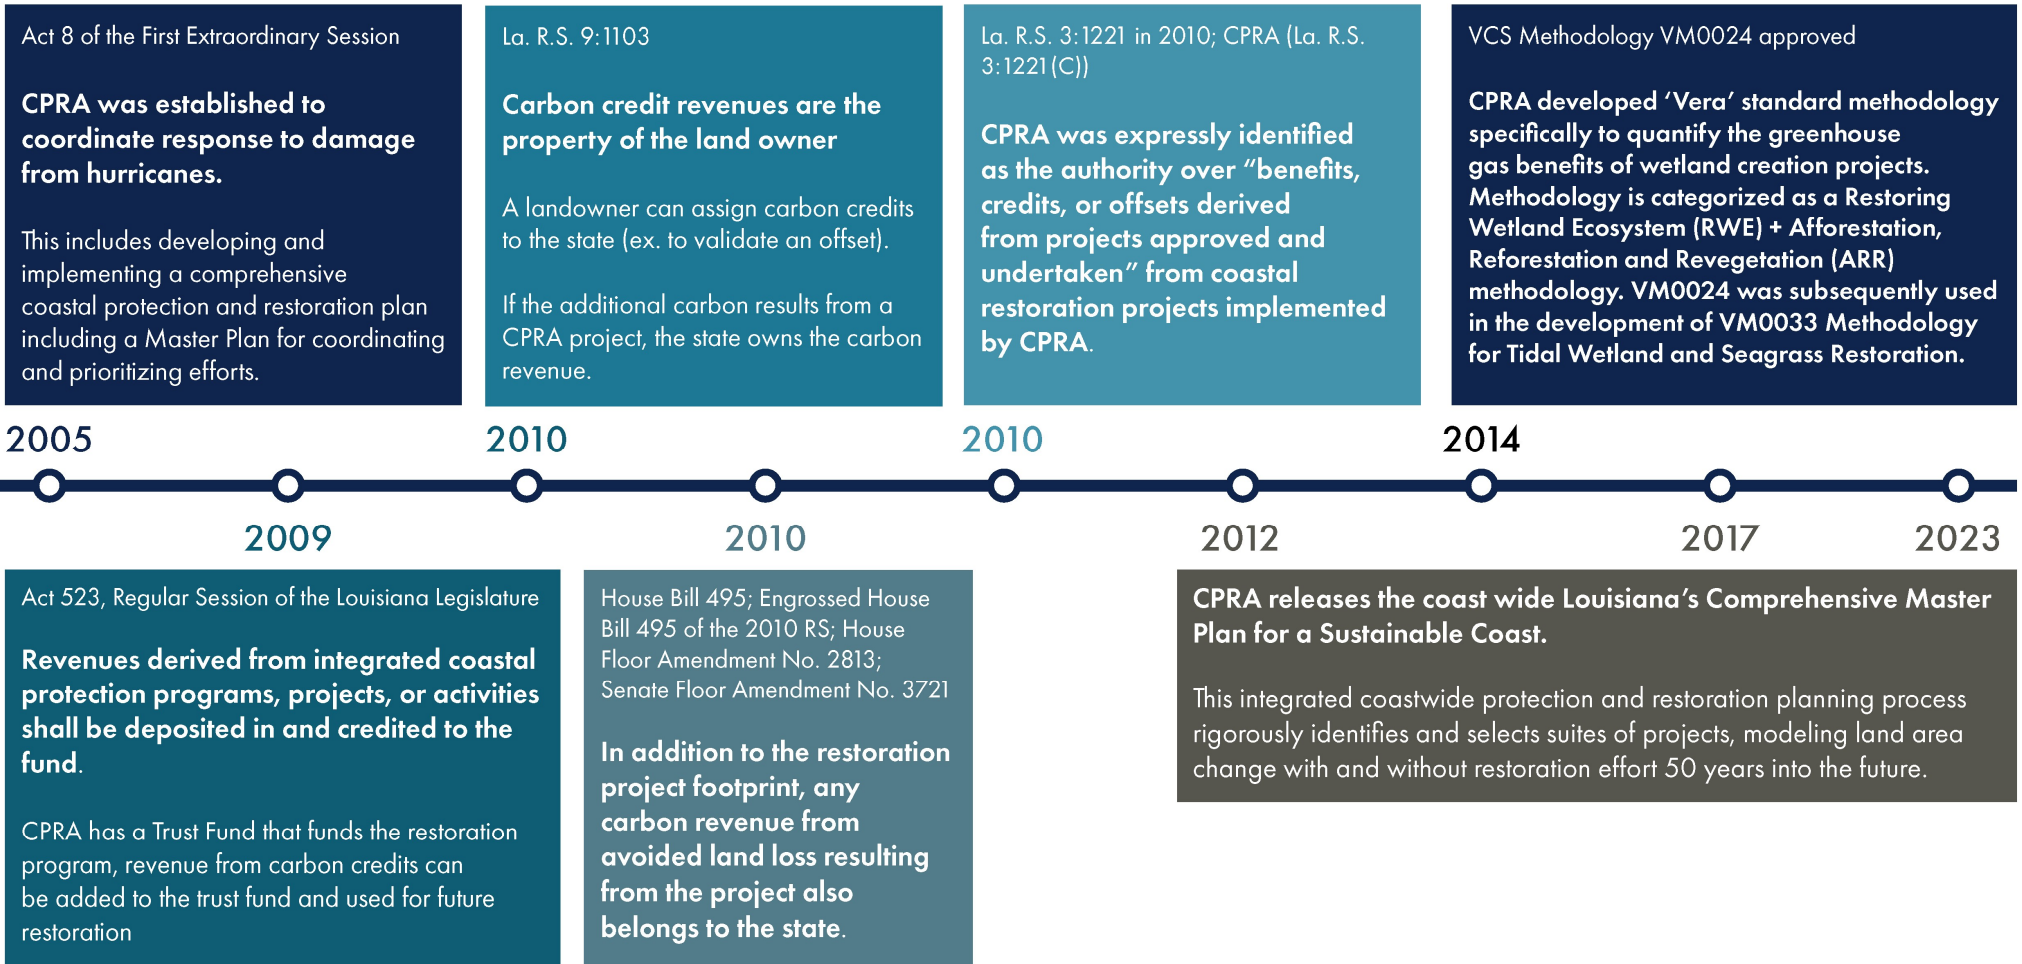 Act 8 of the First Extraordinary Session
CPRA was established to
coordinate response to damage
from hurricanes.
This includes developing and
implementing a comprehensive
coastal protection and restoration plan
including a Master Plan for coordinating
and prioritizing efforts.
La. R.S. 9:1103
Carbon credit revenues are the
property of the land owner
A landowner can assign carbon credits
to the state (ex. to validate an offset).
If the additional carbon results from a
CPRA project, the state owns the carbon
revenue.
La. R.S. 3:1221 in 2010; CPRA (La. R.S.
3:1221(C))
CPRA was expressly identified
as the authority over “benefits,
credits, or offsets derived
from projects approved and
undertaken” from coastal
restoration projects implemented
by CPRA.
VCS Methodology VM0024 approved
CPRA developed ‘Vera’ standard methodology
specifically to quantify the greenhouse
gas benefits of wetland creation projects.
Methodology is categorized as a Restoring
Wetland Ecosystem (RWE) + Afforestation,
Reforestation and Revegetation (ARR)
methodology. VM0024 was subsequently used
in the development of VM0033 Methodology
for Tidal Wetland and Seagrass Restoration.
2005
2010
2010
2014
2009
2010
2012
2017
2023
Act 523, Regular Session of the Louisiana Legislature
Revenues derived from integrated coastal
protection programs, projects, or activities
shall be deposited in and credited to the
fund.
CPRA has a Trust Fund that funds the restoration
program, revenue from carbon credits can
be added to the trust fund and used for future
restoration
House Bill 495; Engrossed House
Bill 495 of the 2010 RS; House
Floor Amendment No. 2813;
Senate Floor Amendment No. 3721
In addition to the restoration
project footprint, any
carbon revenue from
avoided land loss resulting
from the project also
belongs to the state.
CPRA releases the coast wide Louisiana’s Comprehensive Master
Plan for a Sustainable Coast.
This integrated coastwide protection and restoration planning process
rigorously identifies and selects suites of projects, modeling land area
change with and without restoration effort 50 years into the future.